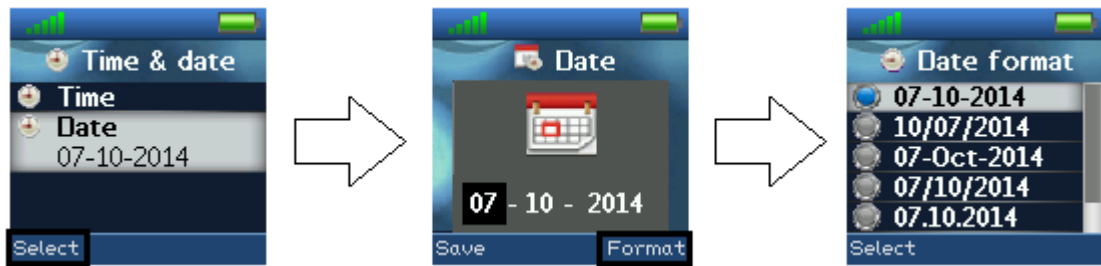 Time & date
Time
Date
07-10-2014
Select
Date
07 - 10 - 2014
Save Format
Date format
07-10-2014
10/07/2014
07-Oct-2014
07/10/2014
07.10.2014
Select